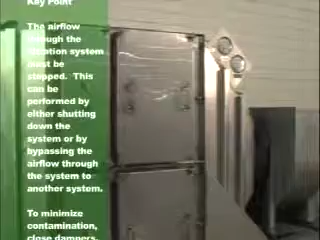 Key Point
The airflow
through the
system
must be
stopped. This
can be
performed by
either shutting
down the
system or by
bypassing the
airflow through
the system to
another system.
To minimize
contamination,
close dampers.